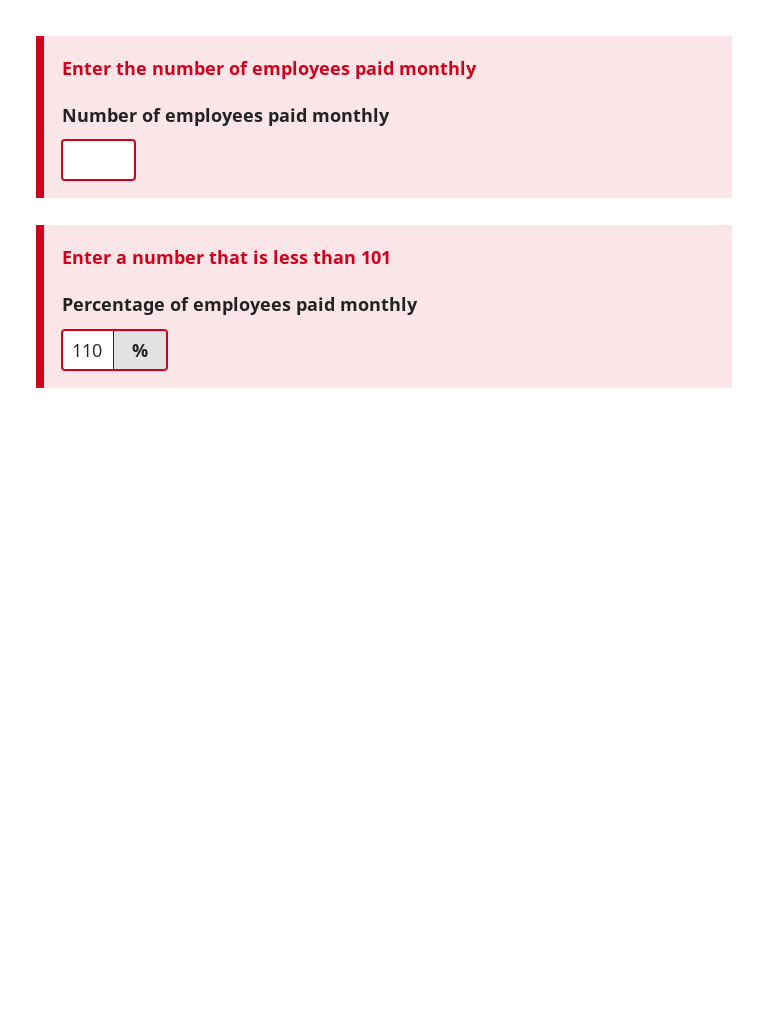 Enter the number of employees paid monthly
Number of employees paid monthly
Enter a number that is less than 101
Percentage of employees paid monthly
110 %